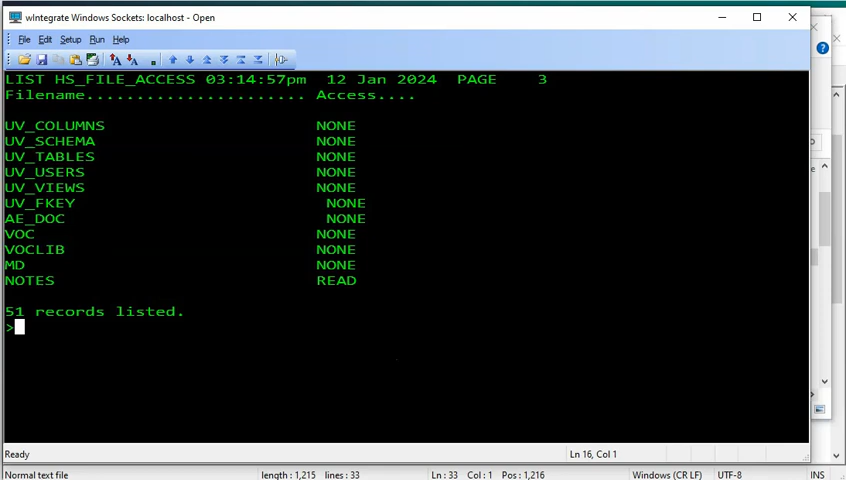 wIntegrate Windows Sockets: localhost - Open
File Edit Setup Run Help
LIST HS_FILE_ACCESS 03:14:57pm  12 Jan 2024  PAGE    3
Filename...................... Access....
UV_COLUMNS                     NONE
UV_SCHEMA                      NONE
UV_TABLES                      NONE
UV_USERS                       NONE
UV_VIEWS                       NONE
UV_FKEY                         NONE
AE_DOC                          NONE
VOC                            NONE
VOCLIB                         NONE
MD                             NONE
NOTES                          READ
51 records listed.
>
Ready Ln 16, Col 1
Normal text file length : 1,215 lines : 33 Ln : 33 Col : 1 Pos : 1,216 Windows (CR LF) UTF-8 INS